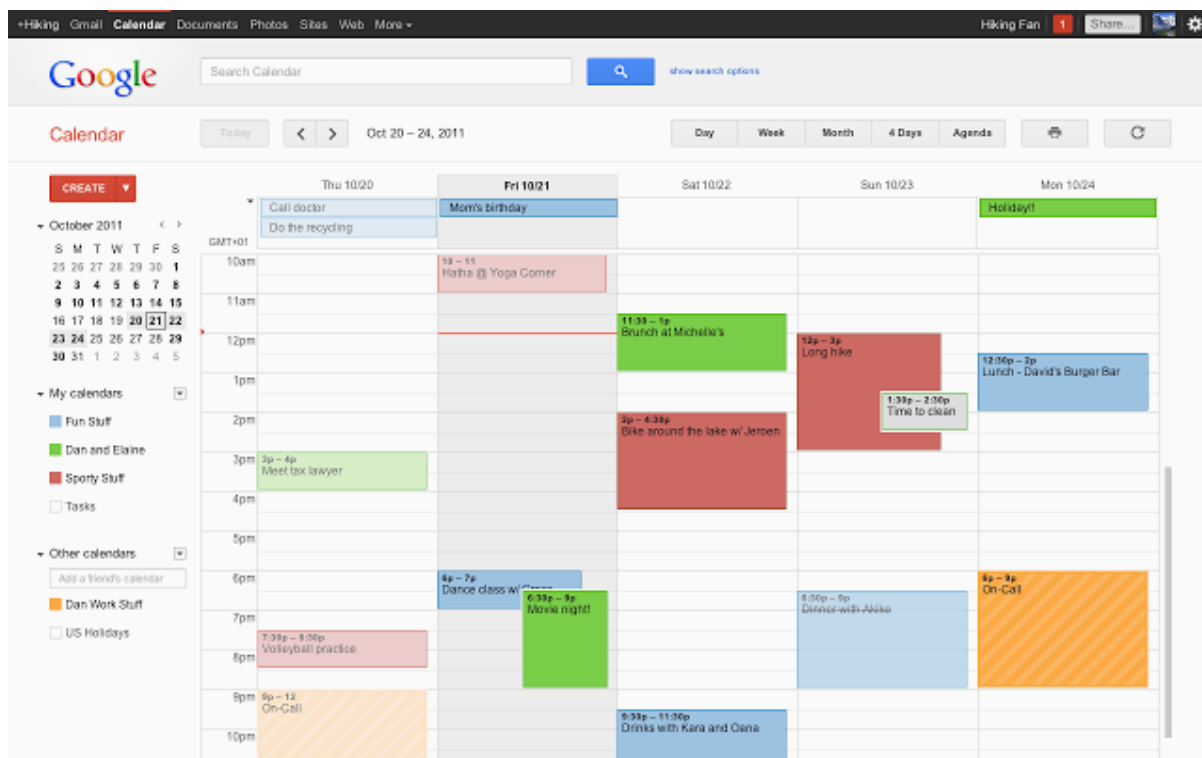 +Hiking Gmail Calendar Documents Photos Sites Web More
Hiking Fan 1 Share...
Google
Search Calendar
show search options
Calendar
Today
Oct 20 – 24, 2011
Day Week Month 4 Days Agenda
CREATE
October 2011
S M T W T F S
25 26 27 28 29 30 1
2 3 4 5 6 7 8
9 10 11 12 13 14 15
16 17 18 19 20 21 22
23 24 25 26 27 28 29
30 31 1 2 3 4 5
My calendars
Fun Stuff
Dan and Elaine
Sporty Stuff
Tasks
Other calendars
Add a friend's calendar
Dan Work Stuff
US Holidays
Thu 10/20 Fri 10/21 Sat 10/22 Sun 10/23 Mon 10/24
Call doctor
Do the recycling
Mom's birthday
Holiday!!
GMT+01
10am
11am
12pm
1pm
2pm
3pm
4pm
5pm
6pm
7pm
8pm
9pm
10pm
3p – 4p
Meet tax lawyer
7:30p – 8:30p
Volleyball practice
9p – 12
On-Call
10 – 11
Hatha @ Yoga Corner
6p – 7p
Dance class w/
6:30p – 9p
Movie night!
11:30 – 1p
Brunch at Michelle's
2p – 4:30p
Bike around the lake w/ Jeroen
9:30p – 11:30p
Drinks with Kara and Oana
12p – 3p
Long hike
1:30p – 2:30p
Time to clean
6:30p – 9p
Dinner with Akiko
12:30p – 2p
Lunch - David's Burger Bar
6p – 9p
On-Call